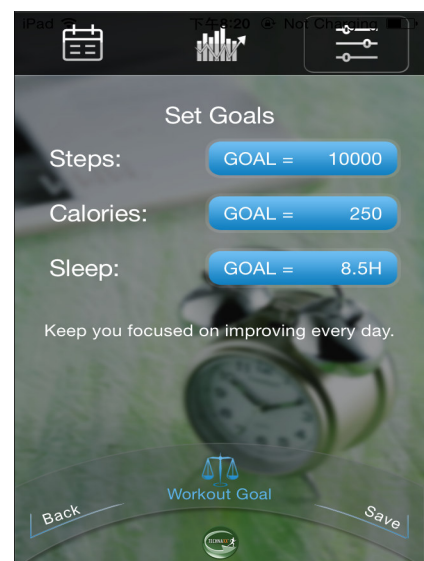 iPad 下午8:20 Not Charging
Set Goals
Steps: GOAL = 10000
Calories: GOAL = 250
Sleep: GOAL = 8.5H
Keep you focused on improving every day.
Workout Goal
Back
Save